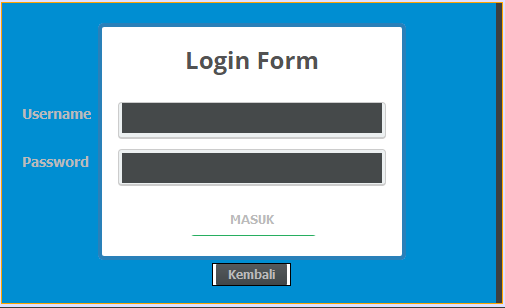 Login Form
Username
Password
MASUK
Kembali